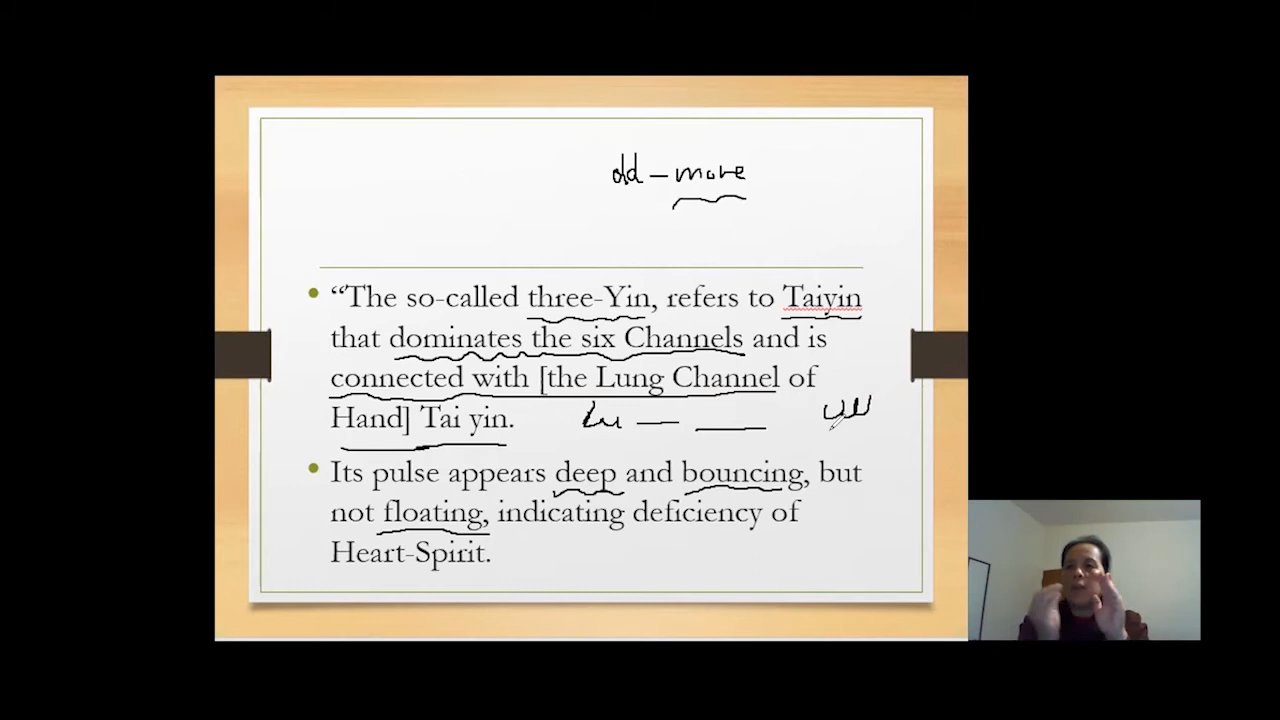 old – more
“The so-called three-Yin, refers to Taiyin
that dominates the six Channels and is
connected with [the Lung Channel of
Hand] Tai yin.
Lu —
Its pulse appears deep and bouncing, but
not floating, indicating deficiency of
Heart-Spirit.